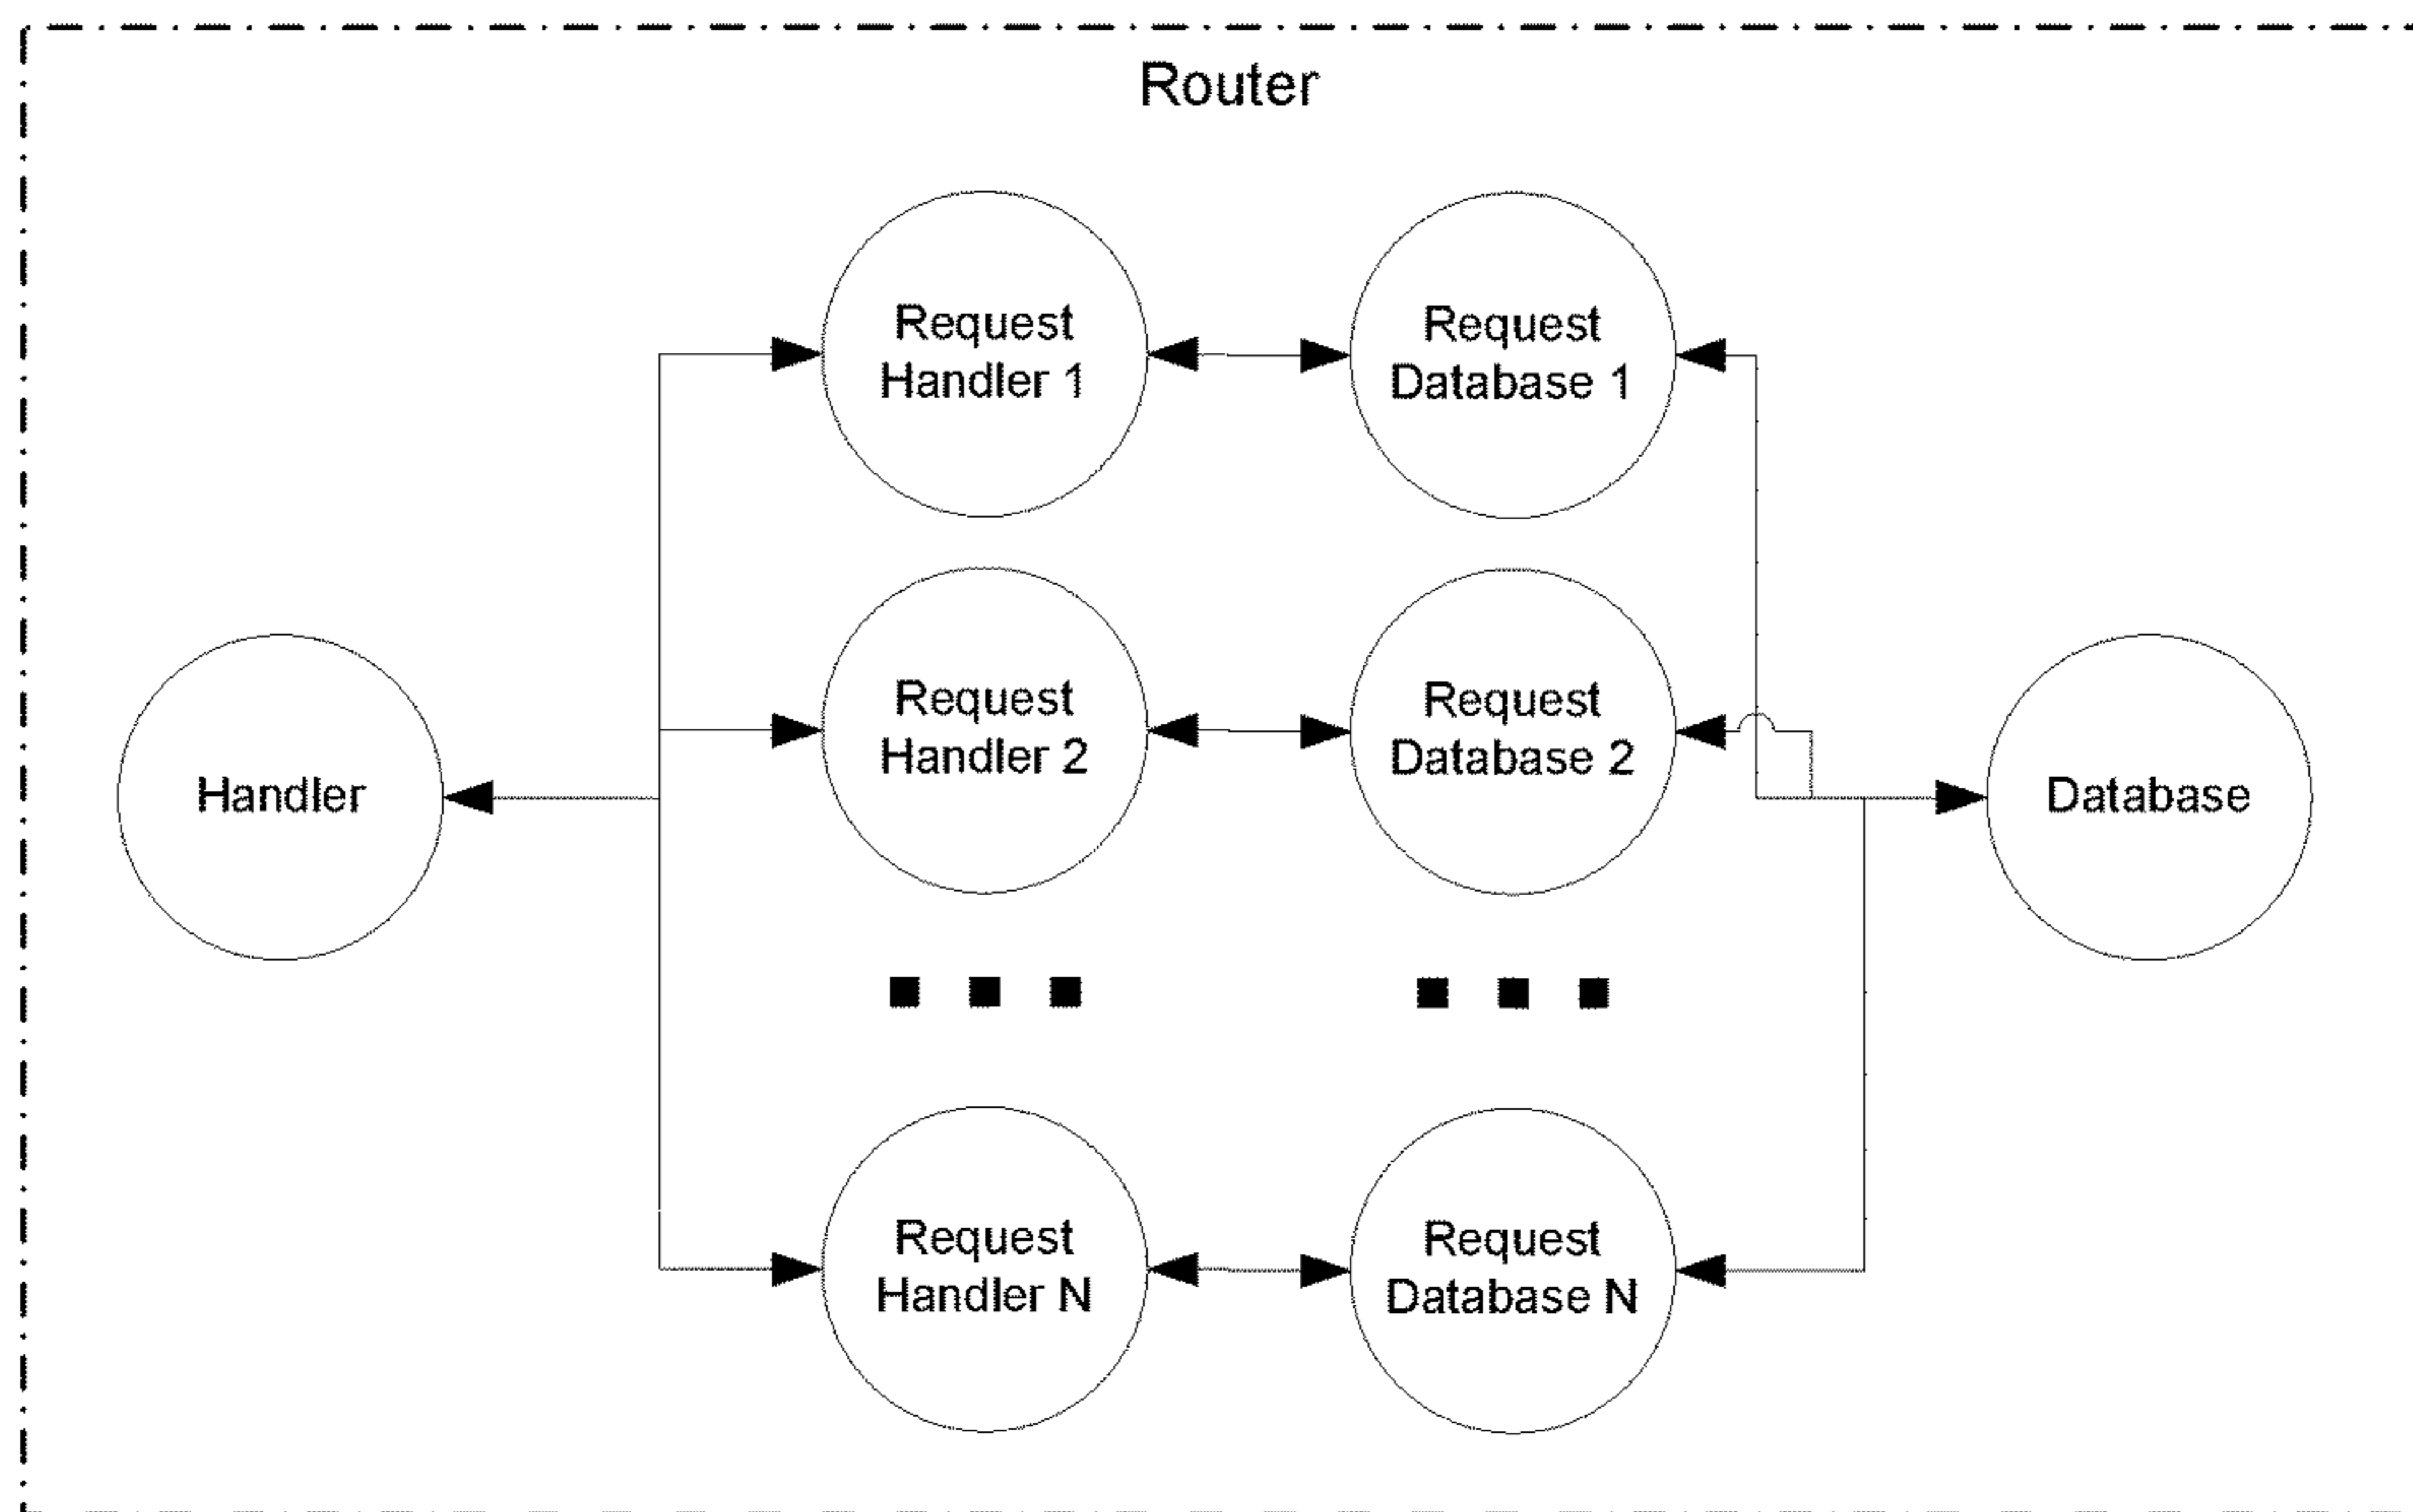 Router
Request
Handler 1
Request
Database 1
Request
Handler 2
Request
Database 2
Handler
Database
Request
Handler N
Request
Database N